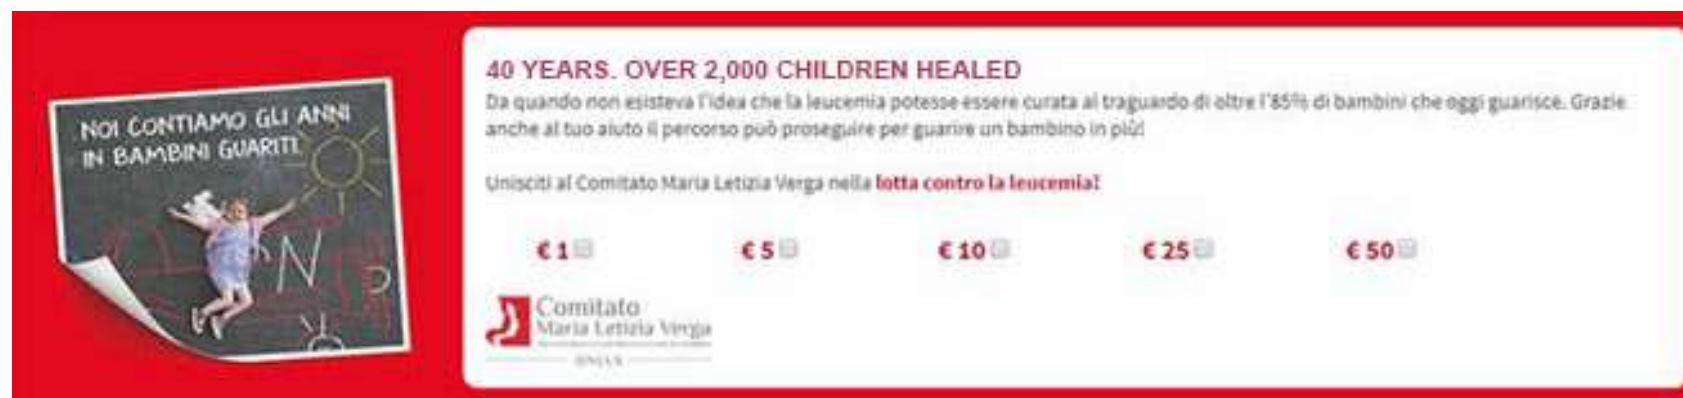 NOI CONTIAMO GLI ANNI
IN BAMBINI GUARITI
40 YEARS. OVER 2,000 CHILDREN HEALED
Da quando non esisteva l'idea che la leucemia potesse essere curata al traguardo di oltre l'85% di bambini che oggi guarisce. Grazie
anche al tuo aiuto il percorso può proseguire per guarire un bambino in più!
Unisciti al Comitato Maria Letizia Verga nella lotta contro la leucemia!
€ 1 € 5 € 10 € 25 € 50
Comitato
Maria Letizia Verga
ONLUS